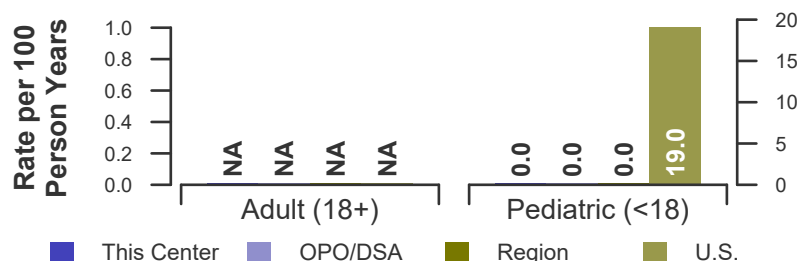 Rate per 100
Person Years
1.0
0.8
0.6
0.4
0.2
0.0
NA NA NA NA
0.0 0.0 0.0 19.0
20
15
10
5
0
Adult (18+) Pediatric (<18)
This Center OPO/DSA Region U.S.